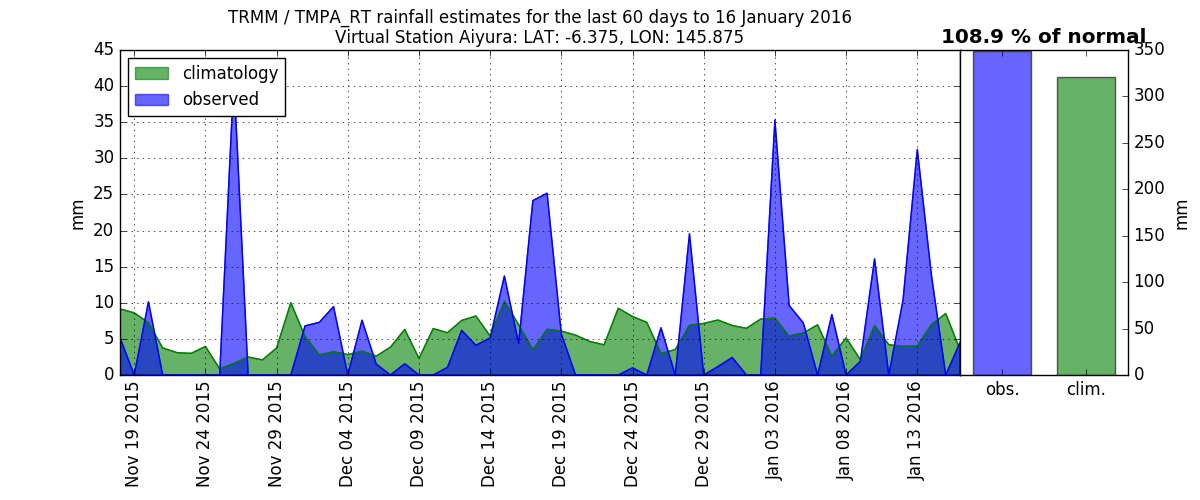 TRMM / TMPA_RT rainfall estimates for the last 60 days to 16 January 2016
Virtual Station Aiyura: LAT: -6.375, LON: 145.875
108.9 % of normal
climatology
observed
mm
45
40
35
30
25
20
15
10
5
0
Nov 19 2015
Nov 24 2015
Nov 29 2015
Dec 04 2015
Dec 09 2015
Dec 14 2015
Dec 19 2015
Dec 24 2015
Dec 29 2015
Jan 03 2016
Jan 08 2016
Jan 13 2016
obs.
clim.
350
300
250
200
150
100
50
0
mm